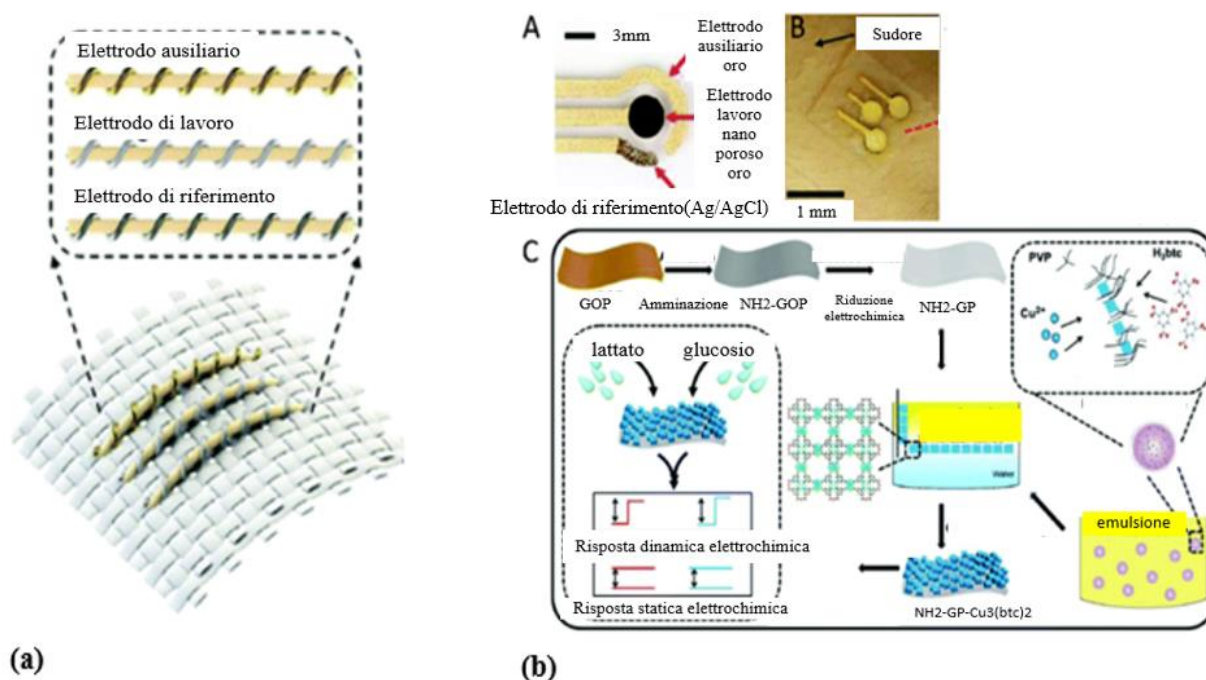 Elettrodo ausiliario
Elettrodo di lavoro
Elettrodo di riferimento
(a)
A
3mm
Elettrodo
ausiliario
oro
Elettrodo
lavoro
nano
poroso
oro
Elettrodo di riferimento(Ag/AgCl)
B
Sudore
1 mm
C
GOP
Amminazione
NH2-GOP
Riduzione
elettrochimica
NH2-GP
PVP
H3btc
Cu2+
lattato
glucosio
Water
emulsione
Risposta dinamica elettrochimica
Risposta statica elettrochimica
NH2-GP-Cu3(btc)2
(b)